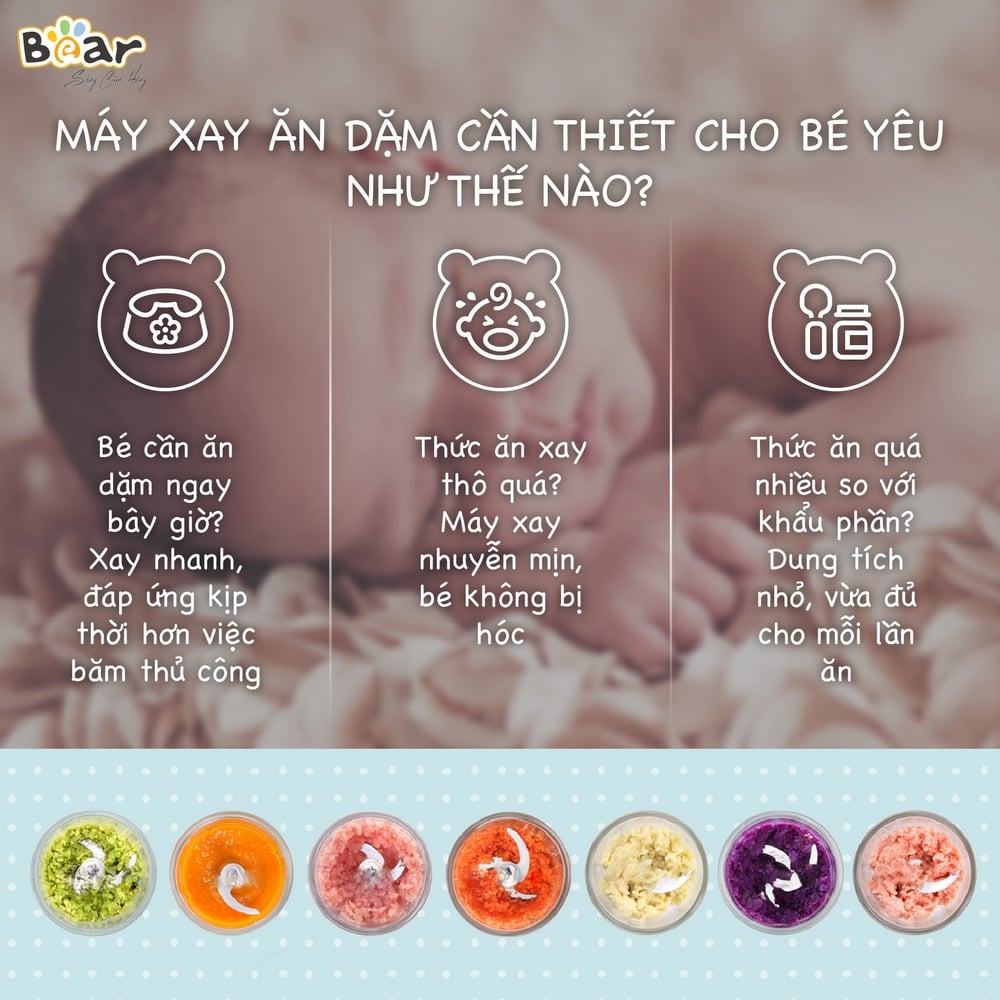 Bear
Sống Cảm Hứng
MÁY XAY ĂN DẶM CẦN THIẾT CHO BÉ YÊU
NHƯ THẾ NÀO?
Bé cần ăn
dặm ngay
bây giờ?
Xay nhanh,
đáp ứng kịp
thời hơn việc
băm thủ công
Thức ăn xay
thô quá?
Máy xay
nhuyễn mịn,
bé không bị
hóc
Thức ăn quá
nhiều so với
khẩu phần?
Dung tích
nhỏ, vừa đủ
cho mỗi lần
ăn